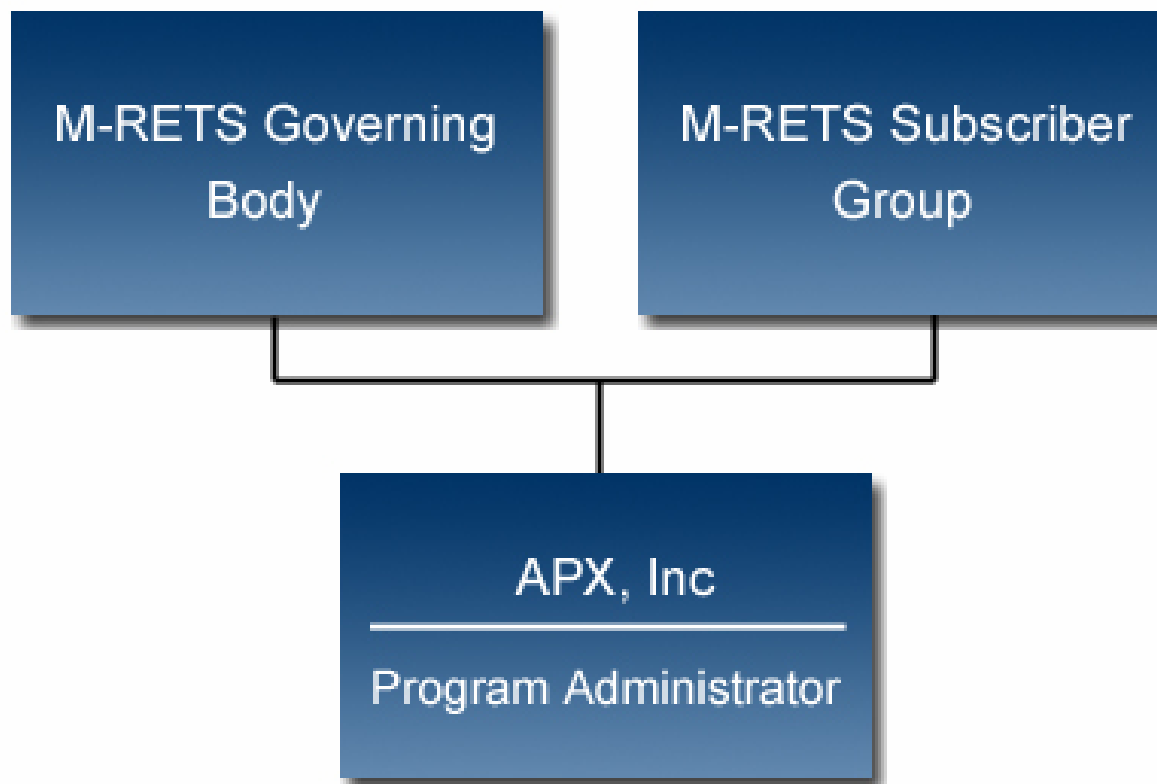 M-RETS Governing
Body
M-RETS Subscriber
Group
APX, Inc
Program Administrator